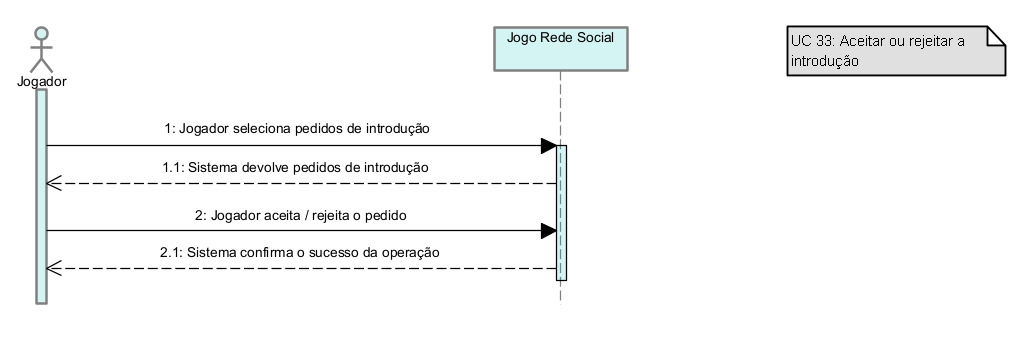 Jogo Rede Social
UC 33: Aceitar ou rejeitar a
introdução
Jogador
1: Jogador seleciona pedidos de introdução
1.1: Sistema devolve pedidos de introdução
2: Jogador aceita / rejeita o pedido
2.1: Sistema confirma o sucesso da operação